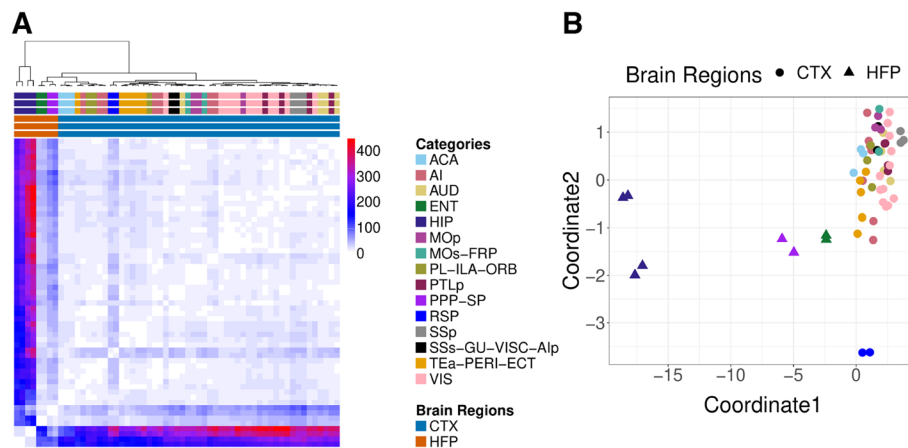 A
400
300
200
100
0
Categories
ACA
AI
AUD
ENT
HIP
MOp
MOs−FRP
PL−ILA−ORB
PTLp
PPP−SP
RSP
SSp
SSs−GU−VISC−AIp
TEa−PERI−ECT
VIS
Brain Regions
CTX
HFP
B
Brain Regions CTX HFP
1
0
−1
−2
−3
Coordinate2
−15 −10 −5 0
Coordinate1